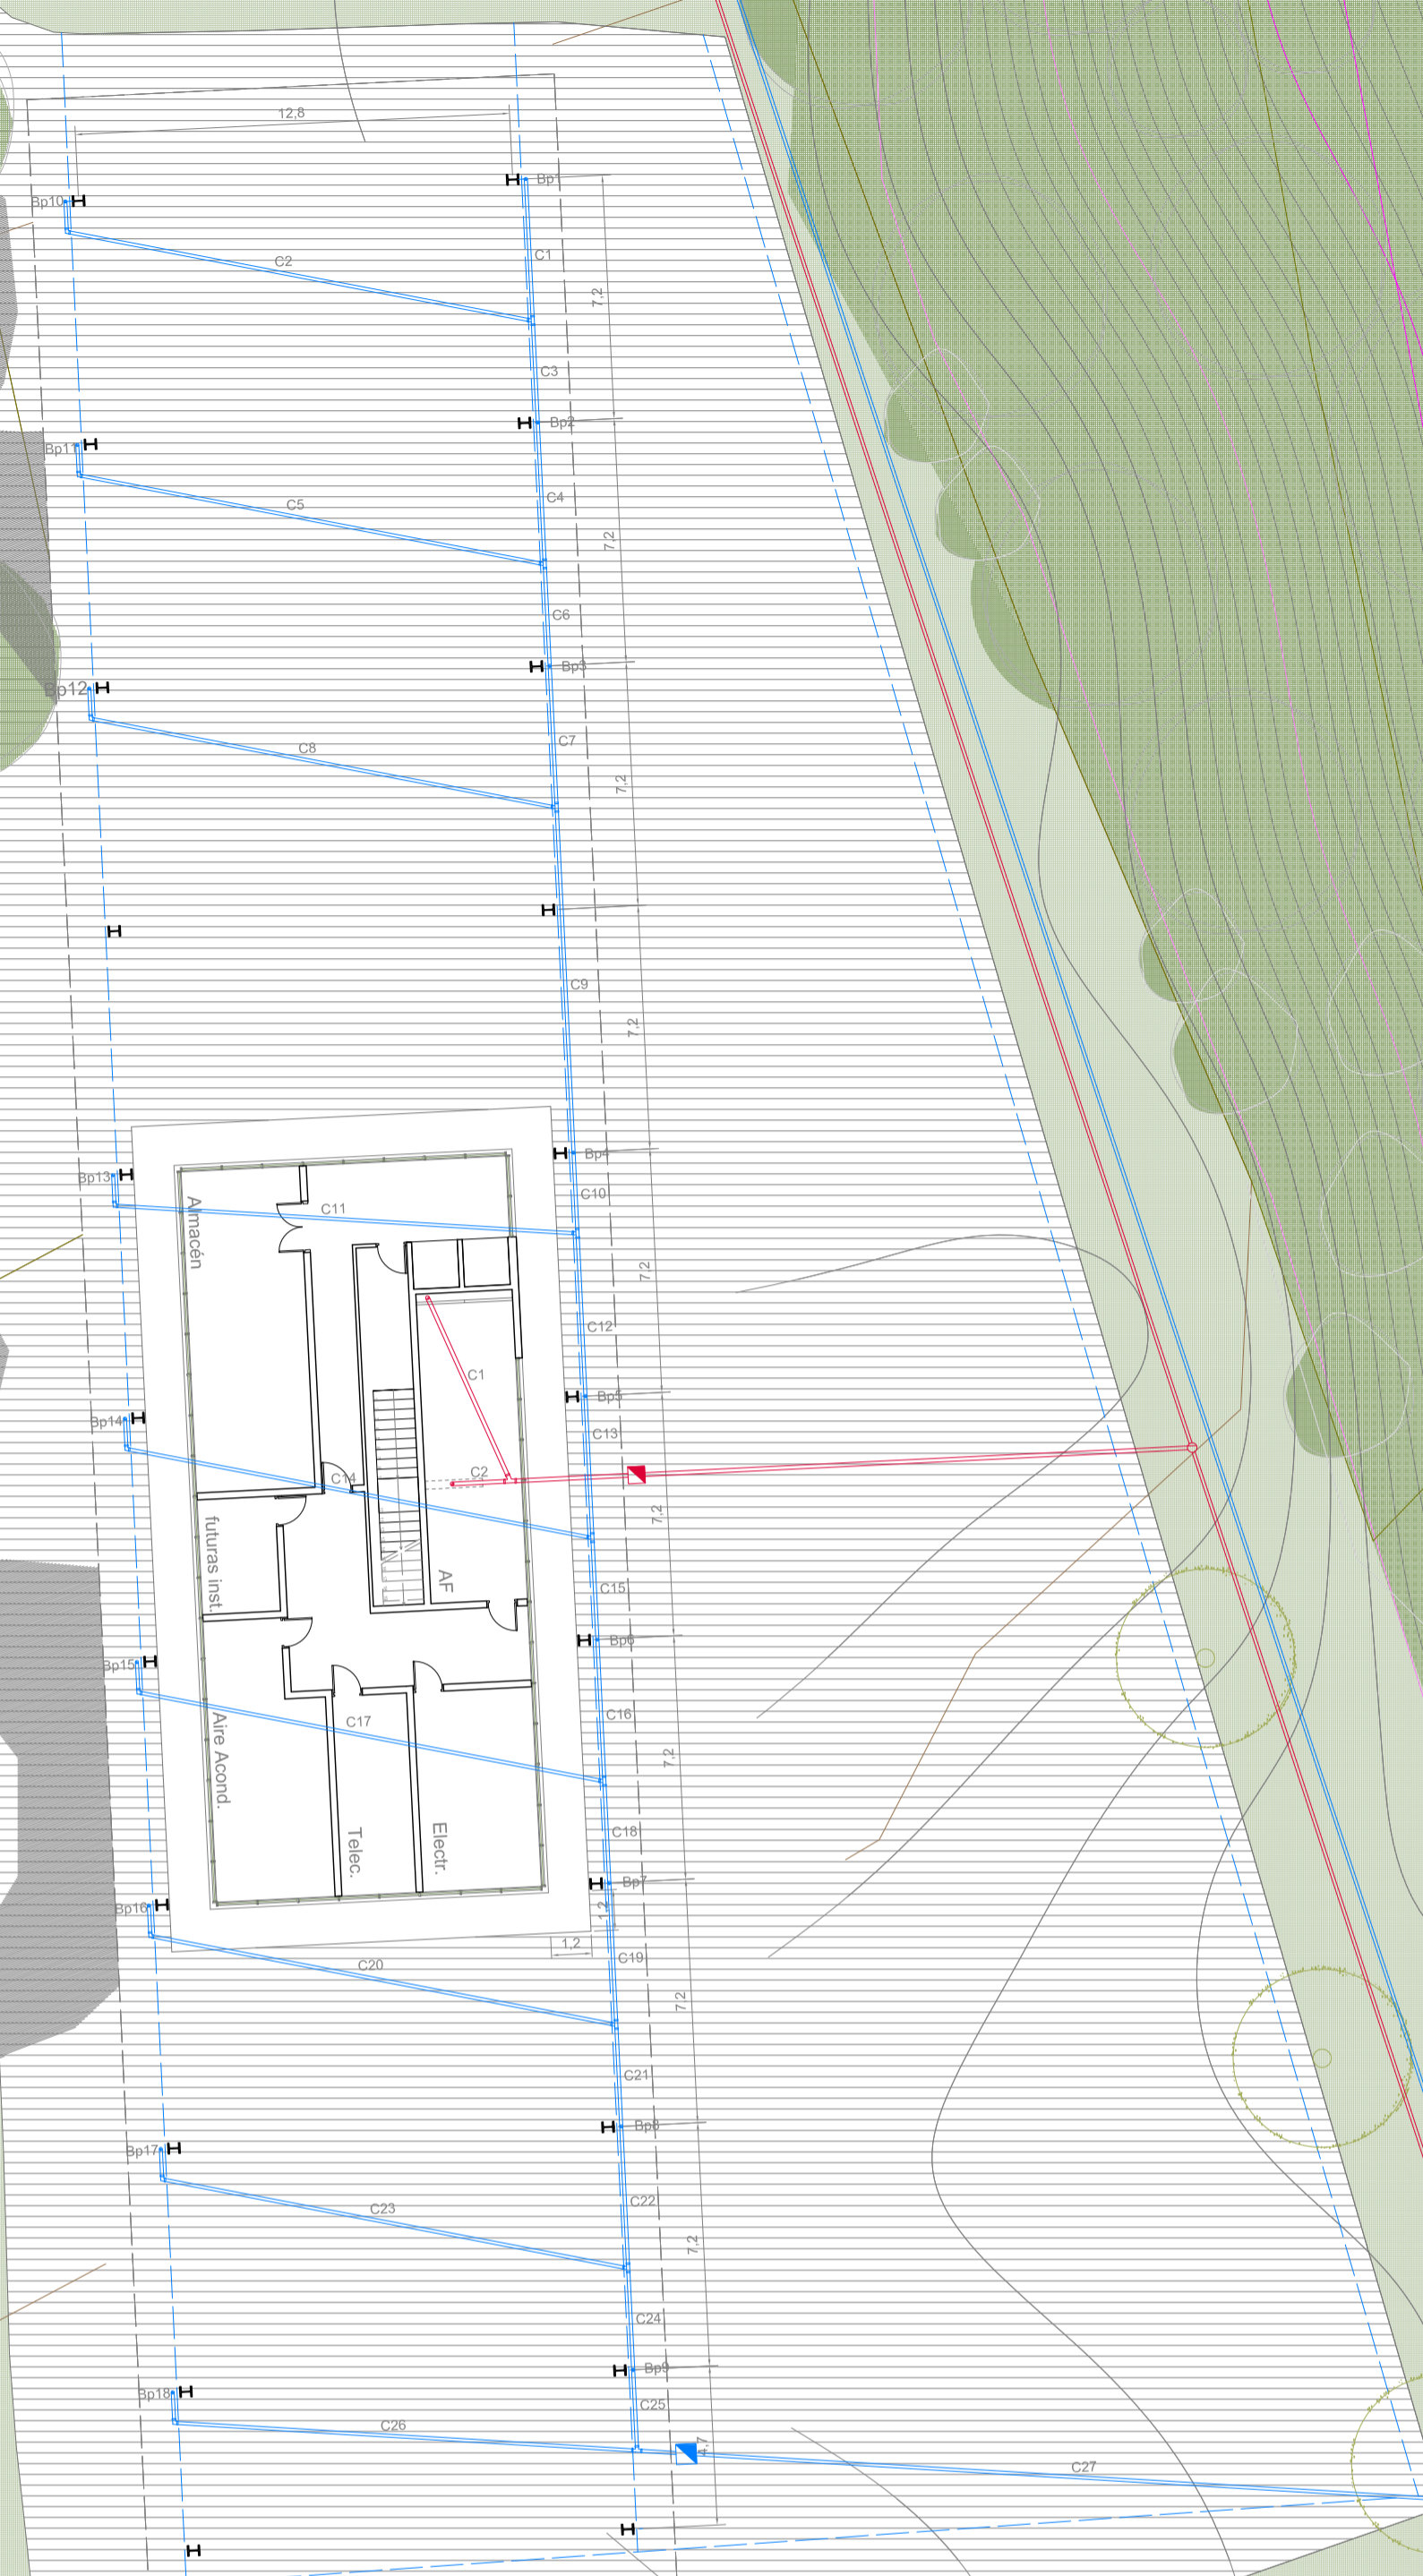 12,8
Bp1
Bp10
C1
C2
7,2
C3
Bp2
Bp11
C4
C5
7,2
C6
Bp3
Bp12
C7
C8
7,2
C9
7,2
Bp4
Bp13
C10
Almacén
C11
7,2
C12
C1
Bp5
Bp14
C13
C2
C14
7,2
futuras inst.
AF
C15
Bp6
Bp15
C16
C17
7,2
Aire Acond.
Telec.
Electr.
C18
Bp7
Bp16
1,2
1,2
C19
C20
7,2
C21
Bp8
Bp17
C22
C23
7,2
C24
Bp9
Bp18
C25
C26
4,7
C27